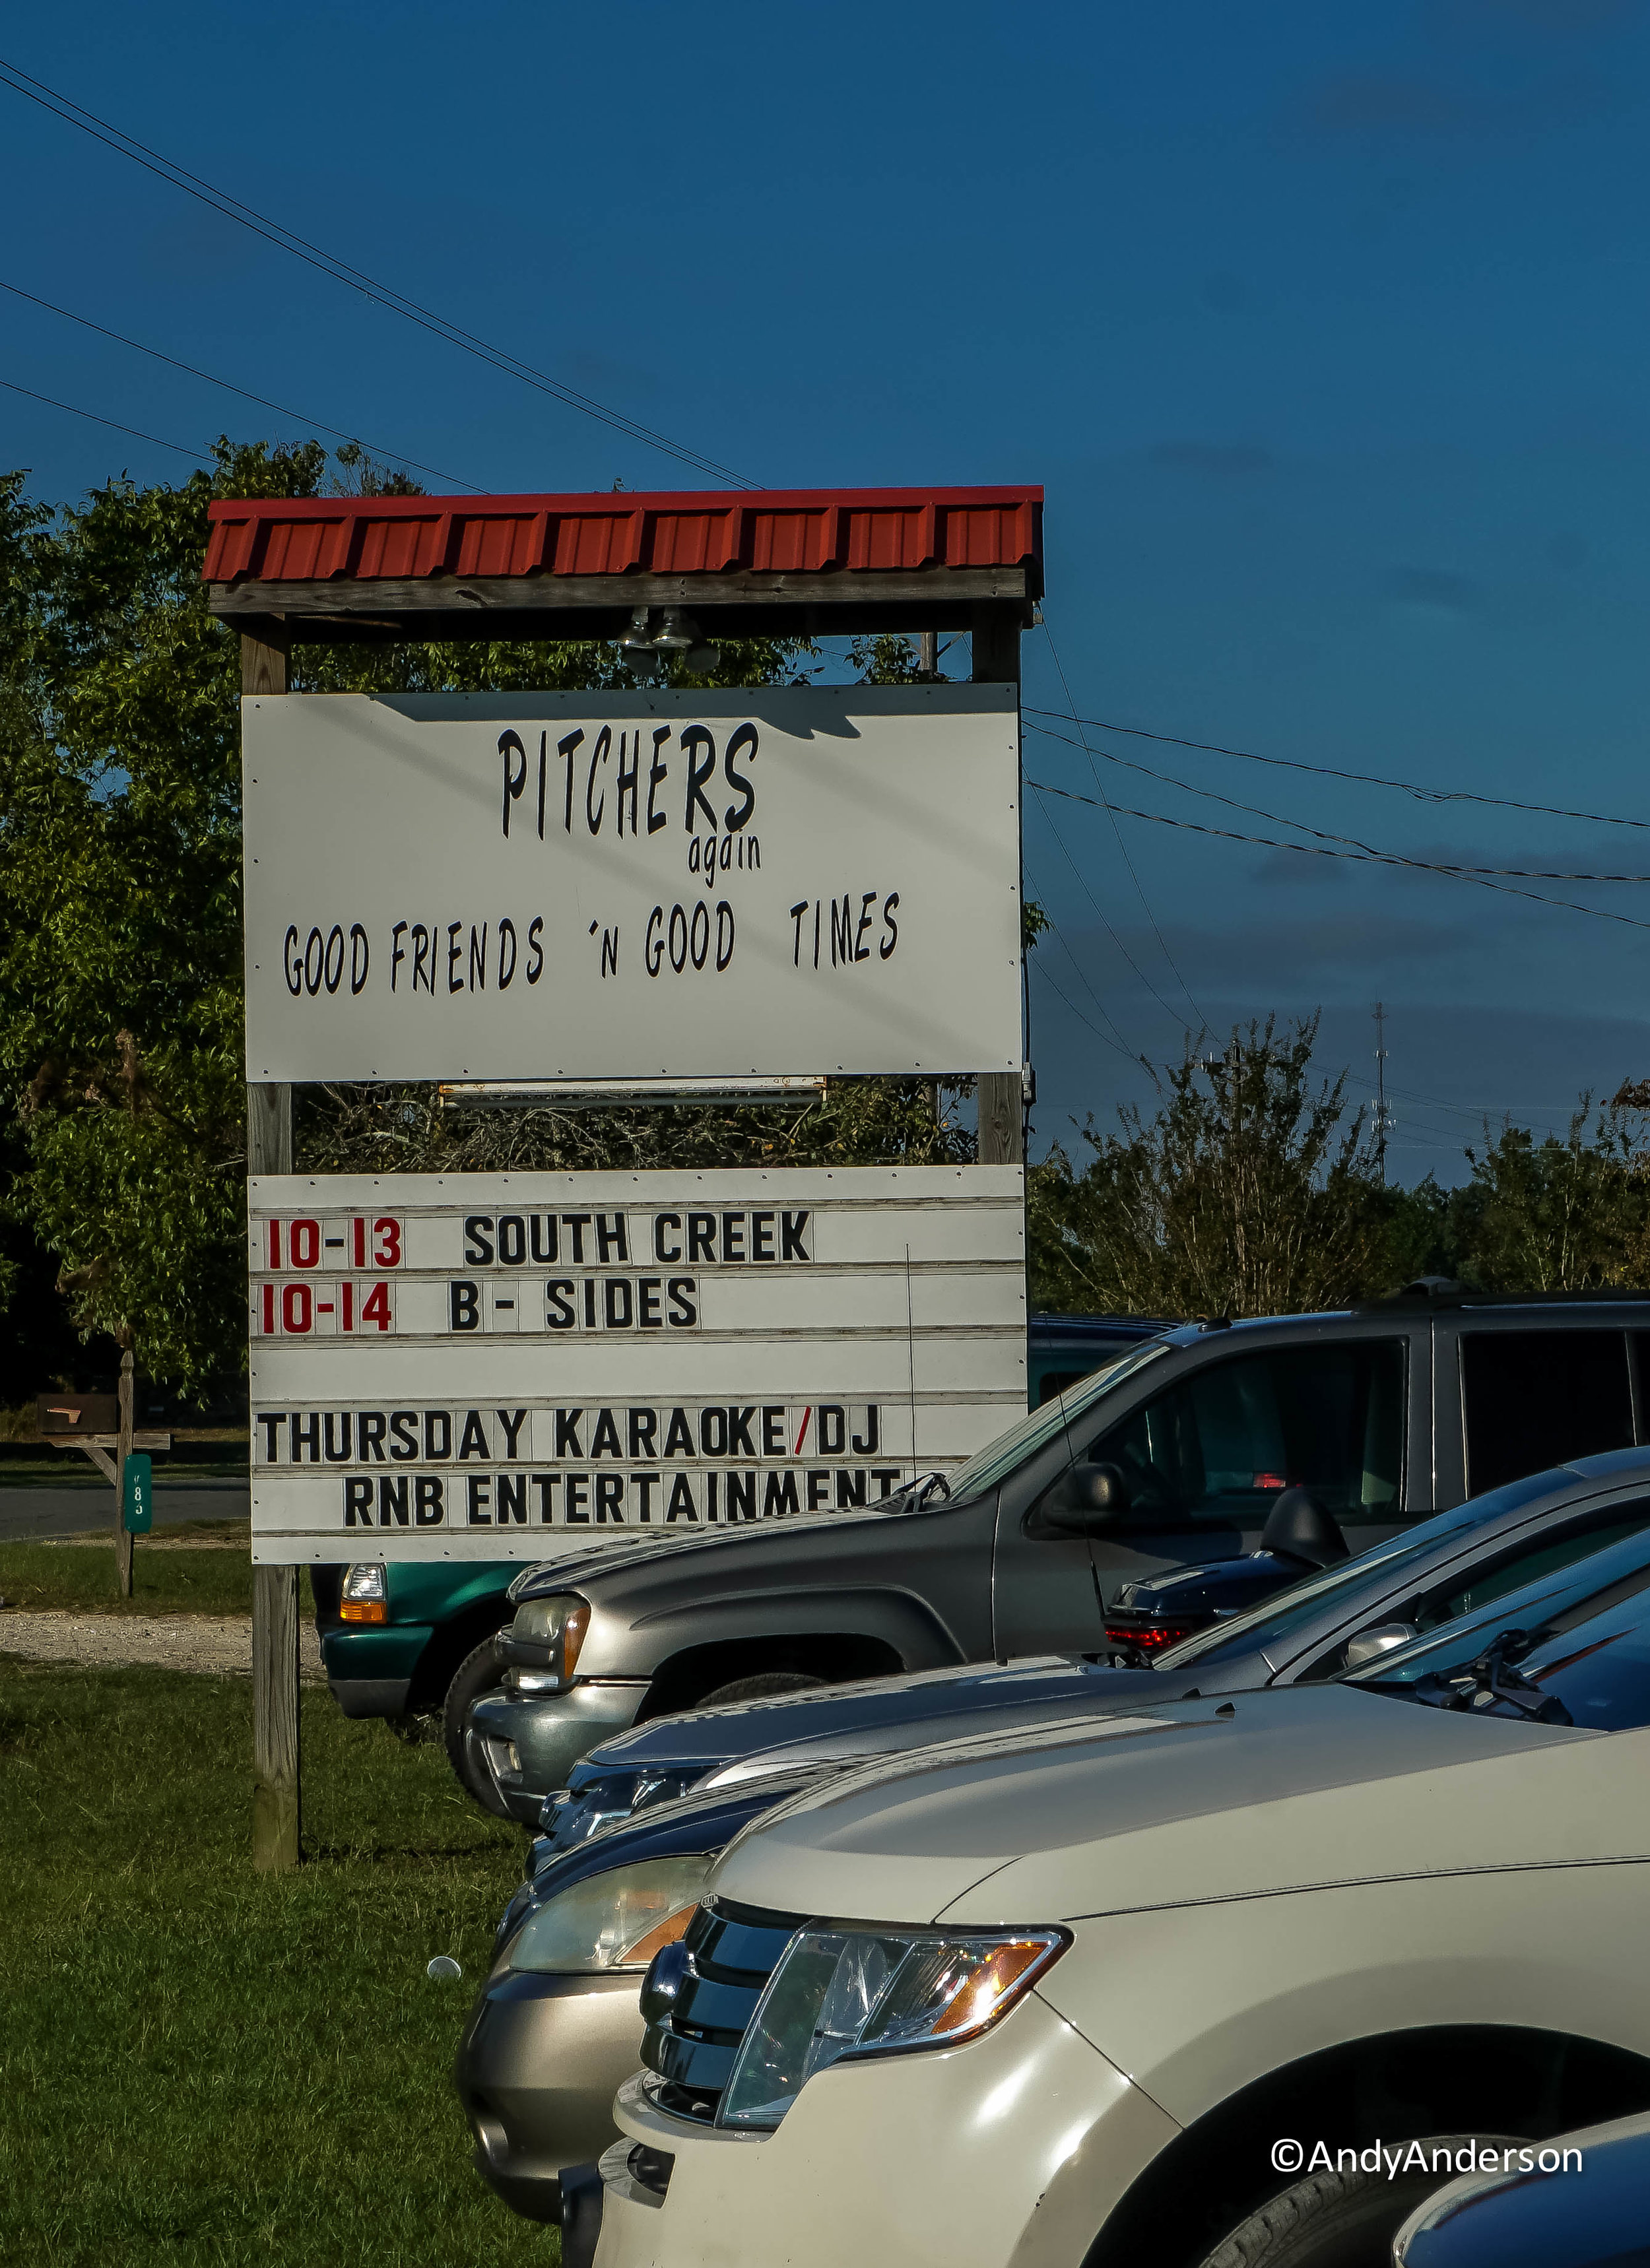 PITCHERS
again
GOOD FRIENDS 'N GOOD TIMES
10-13 SOUTH CREEK
10-14 B - SIDES
THURSDAY KARAOKE/DJ
RNB ENTERTAINMENT
©AndyAnderson